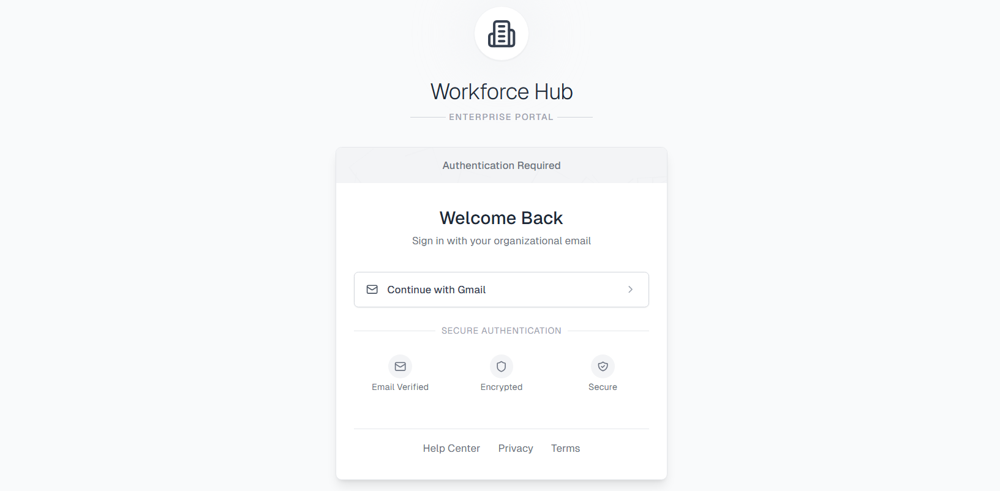 Workforce Hub
ENTERPRISE PORTAL
Authentication Required
Welcome Back
Sign in with your organizational email
Continue with Gmail
SECURE AUTHENTICATION
Email Verified
Encrypted
Secure
Help Center
Privacy
Terms